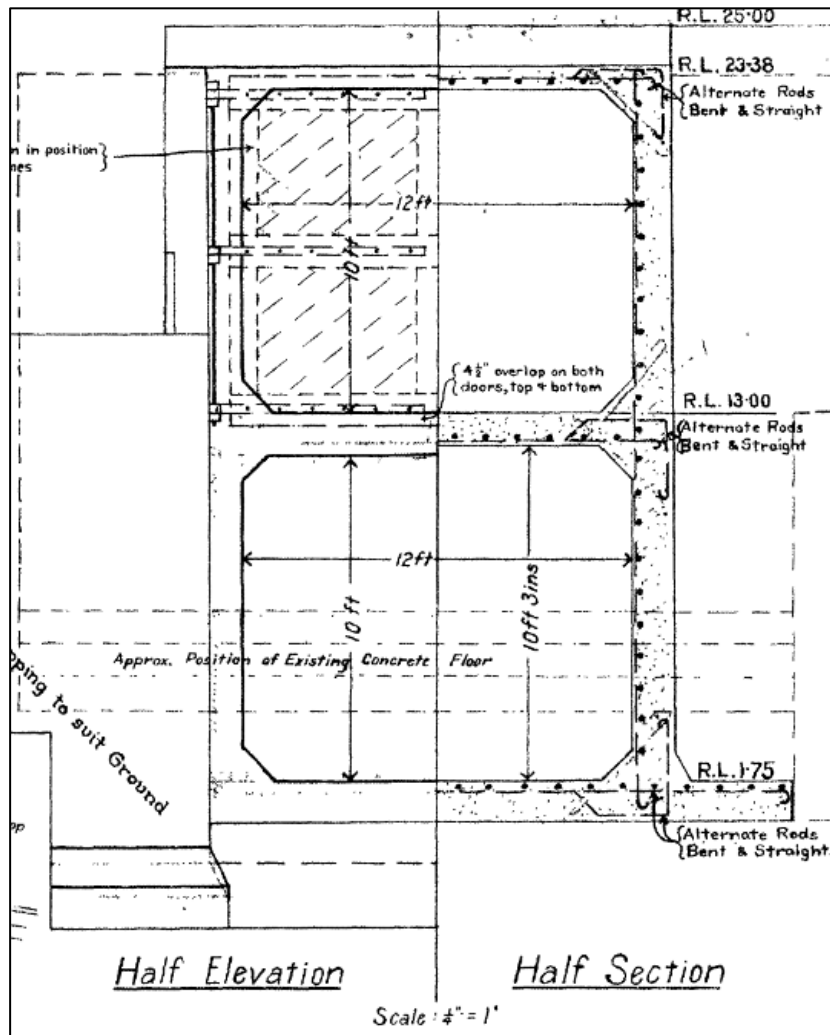 R.L. 25·00
R.L. 23·38
{Alternate Rods
{Bent & Straight
n in position}
nes
12ft
10ft
{4½" overlap on both
doors, top & bottom
R.L. 13·00
{Alternate Rods
{Bent & Straight
12ft
10ft
10ft 3ins
Approx. Position of Existing Concrete Floor
pping to suit Ground
R.L. 1·75
op
{Alternate Rods
{Bent & Straight
Half Elevation
Half Section
Scale : ¼" = 1'